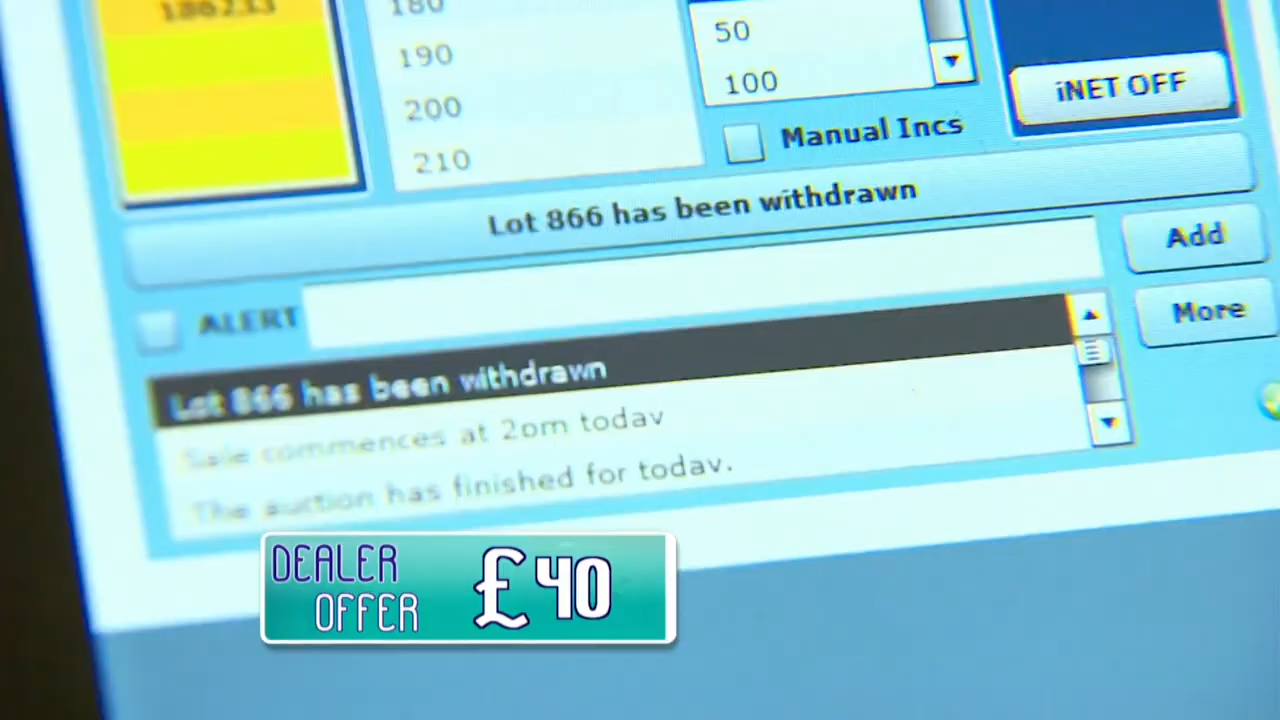 186233
180
190
200
210
50
100
iNET OFF
Manual Incs
Lot 866 has been withdrawn
Add
ALERT
More
Lot 866 has been withdrawn
Sale commences at 2pm today
The auction has finished for today.
DEALER
OFFER
£40